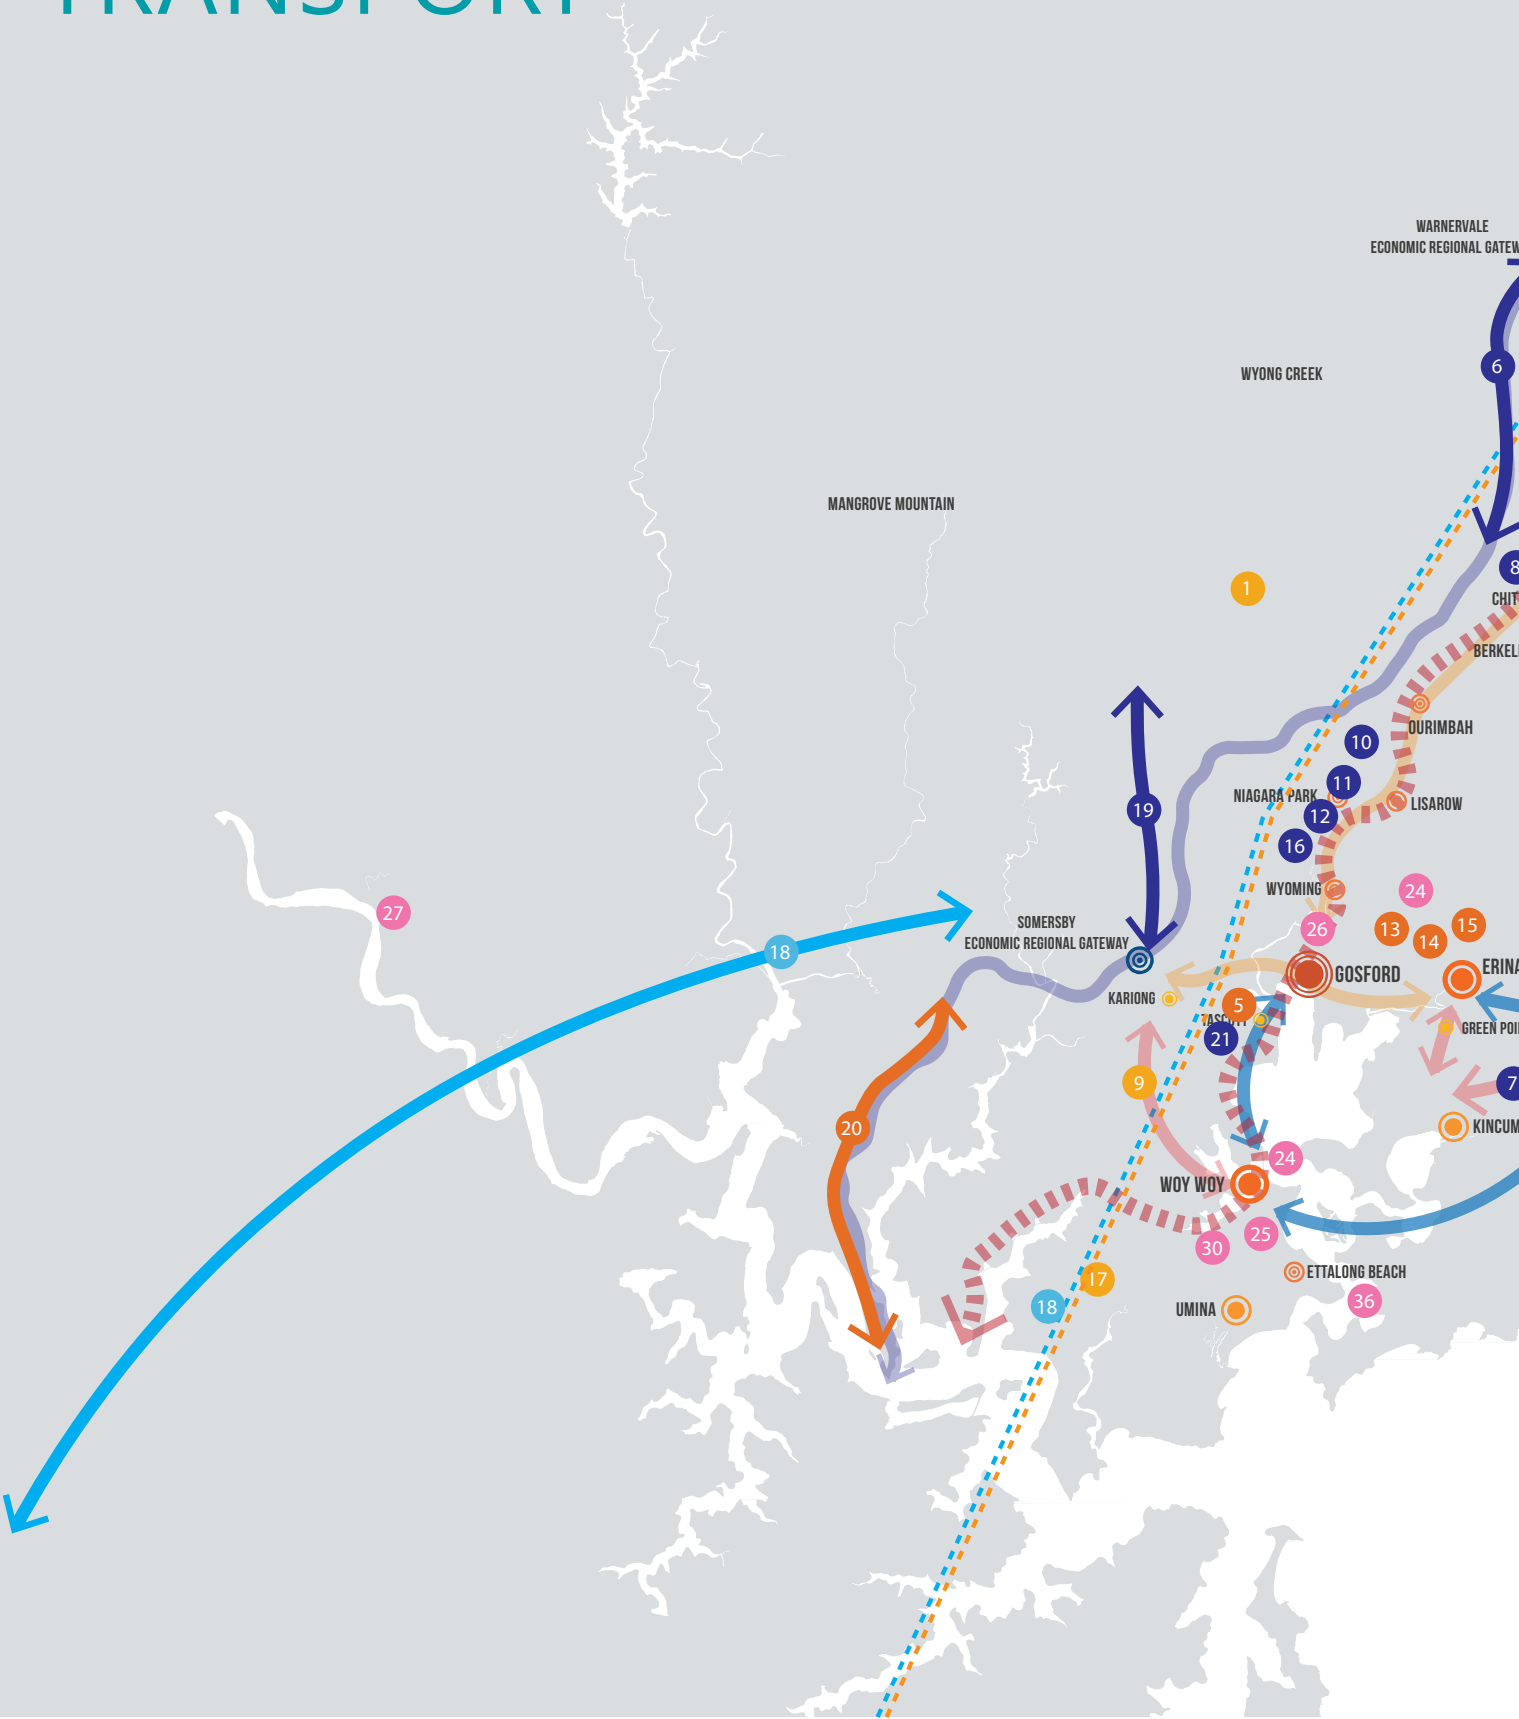 TRANSPORT
WARNERVALE
ECONOMIC REGIONAL GATEW
6
WYONG CREEK
MANGROVE MOUNTAIN
8
1
CHIT
BERKEL
OURIMBAH
10
11
NIAGARA PARK
LISAROW
19
12
16
WYOMING
24
27
SOMERSBY
ECONOMIC REGIONAL GATEWAY
26
13
14
15
18
GOSFORD
ERINA
KARIONG
5
TASCOTT
GREEN POI
21
9
7
20
KINCUM
24
WOY WOY
25
30
ETTALONG BEACH
17
18
UMINA
36